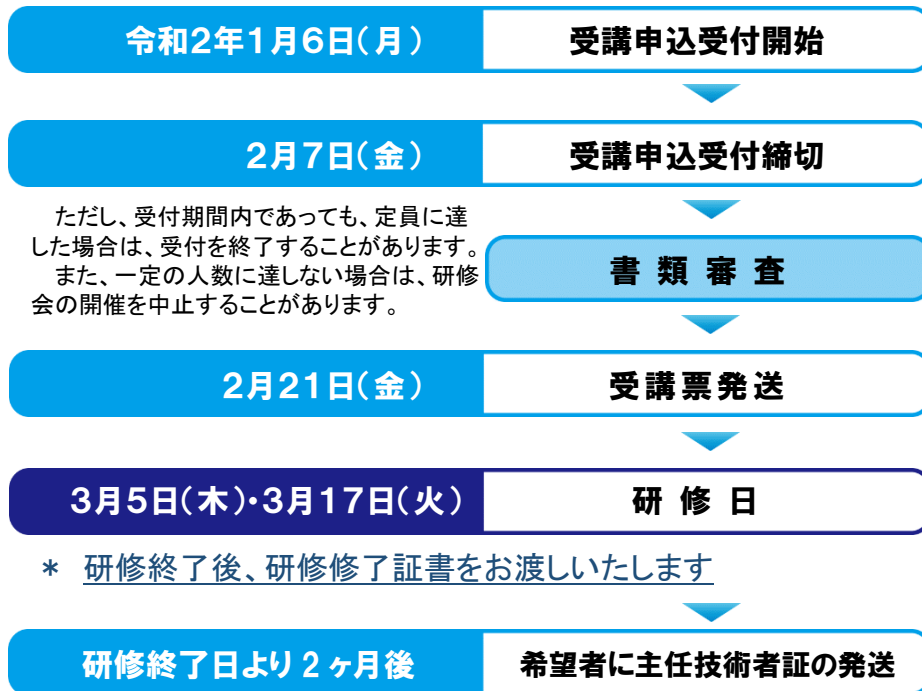 令和2年1月6日(月) 受講申込受付開始
2月7日(金) 受講申込受付締切
ただし、受付期間内であっても、定員に達
した場合は、受付を終了することがあります。
また、一定の人数に達しない場合は、研修
会の開催を中止することがあります。
書類審査
2月21日(金) 受講票発送
3月5日(木)・3月17日(火) 研修日
* 研修終了後、研修修了証書をお渡しいたします
研修終了日より2ヶ月後 希望者に主任技術者証の発送